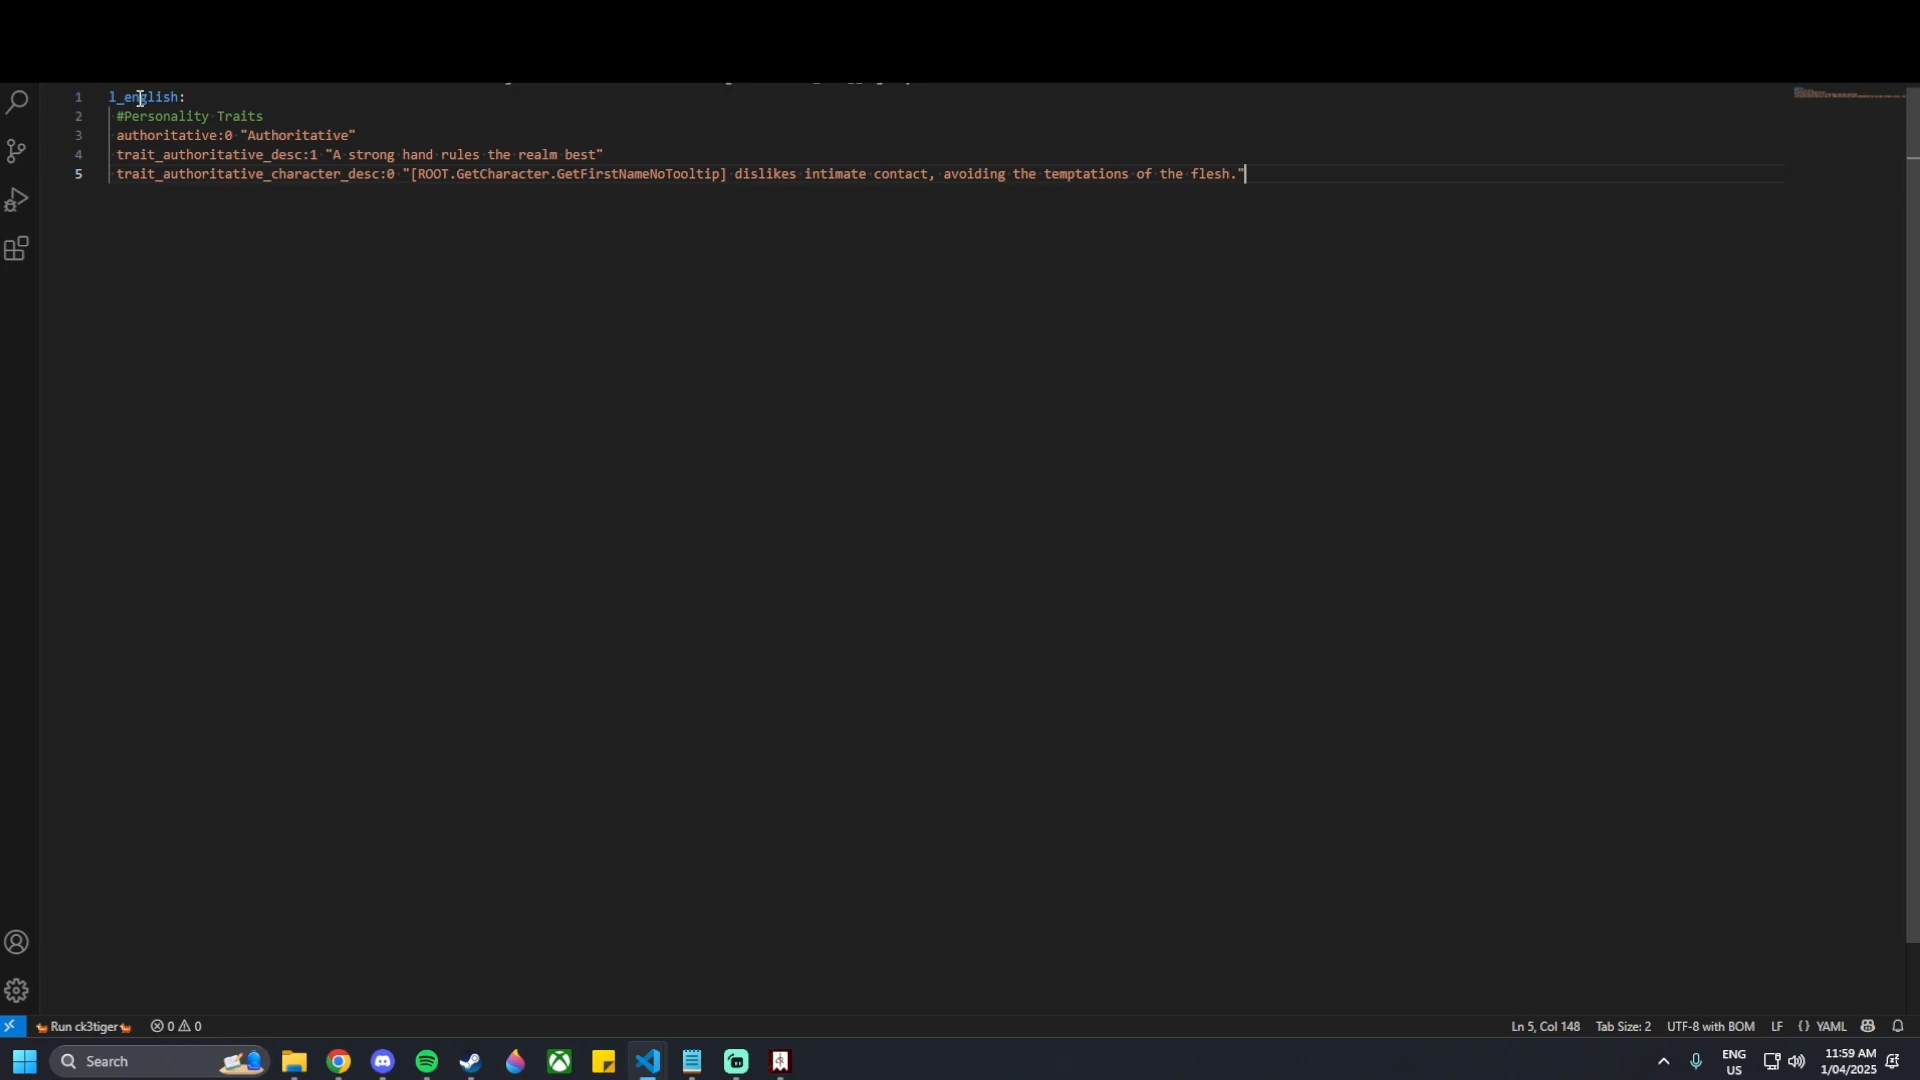 1 l_english:
2 #Personality Traits
3 authoritative:0 "Authoritative"
4 trait_authoritative_desc:1 "A strong hand rules the realm best"
5 trait_authoritative_character_desc:0 "[ROOT.GetCharacter.GetFirstNameNoTooltip] dislikes intimate contact, avoiding the temptations of the flesh."
Run ck3tiger 0 0 Ln 5, Col 148 Tab Size: 2 UTF-8 with BOM LF {} YAML
Search
ENG
US
11:59 AM
1/04/2025